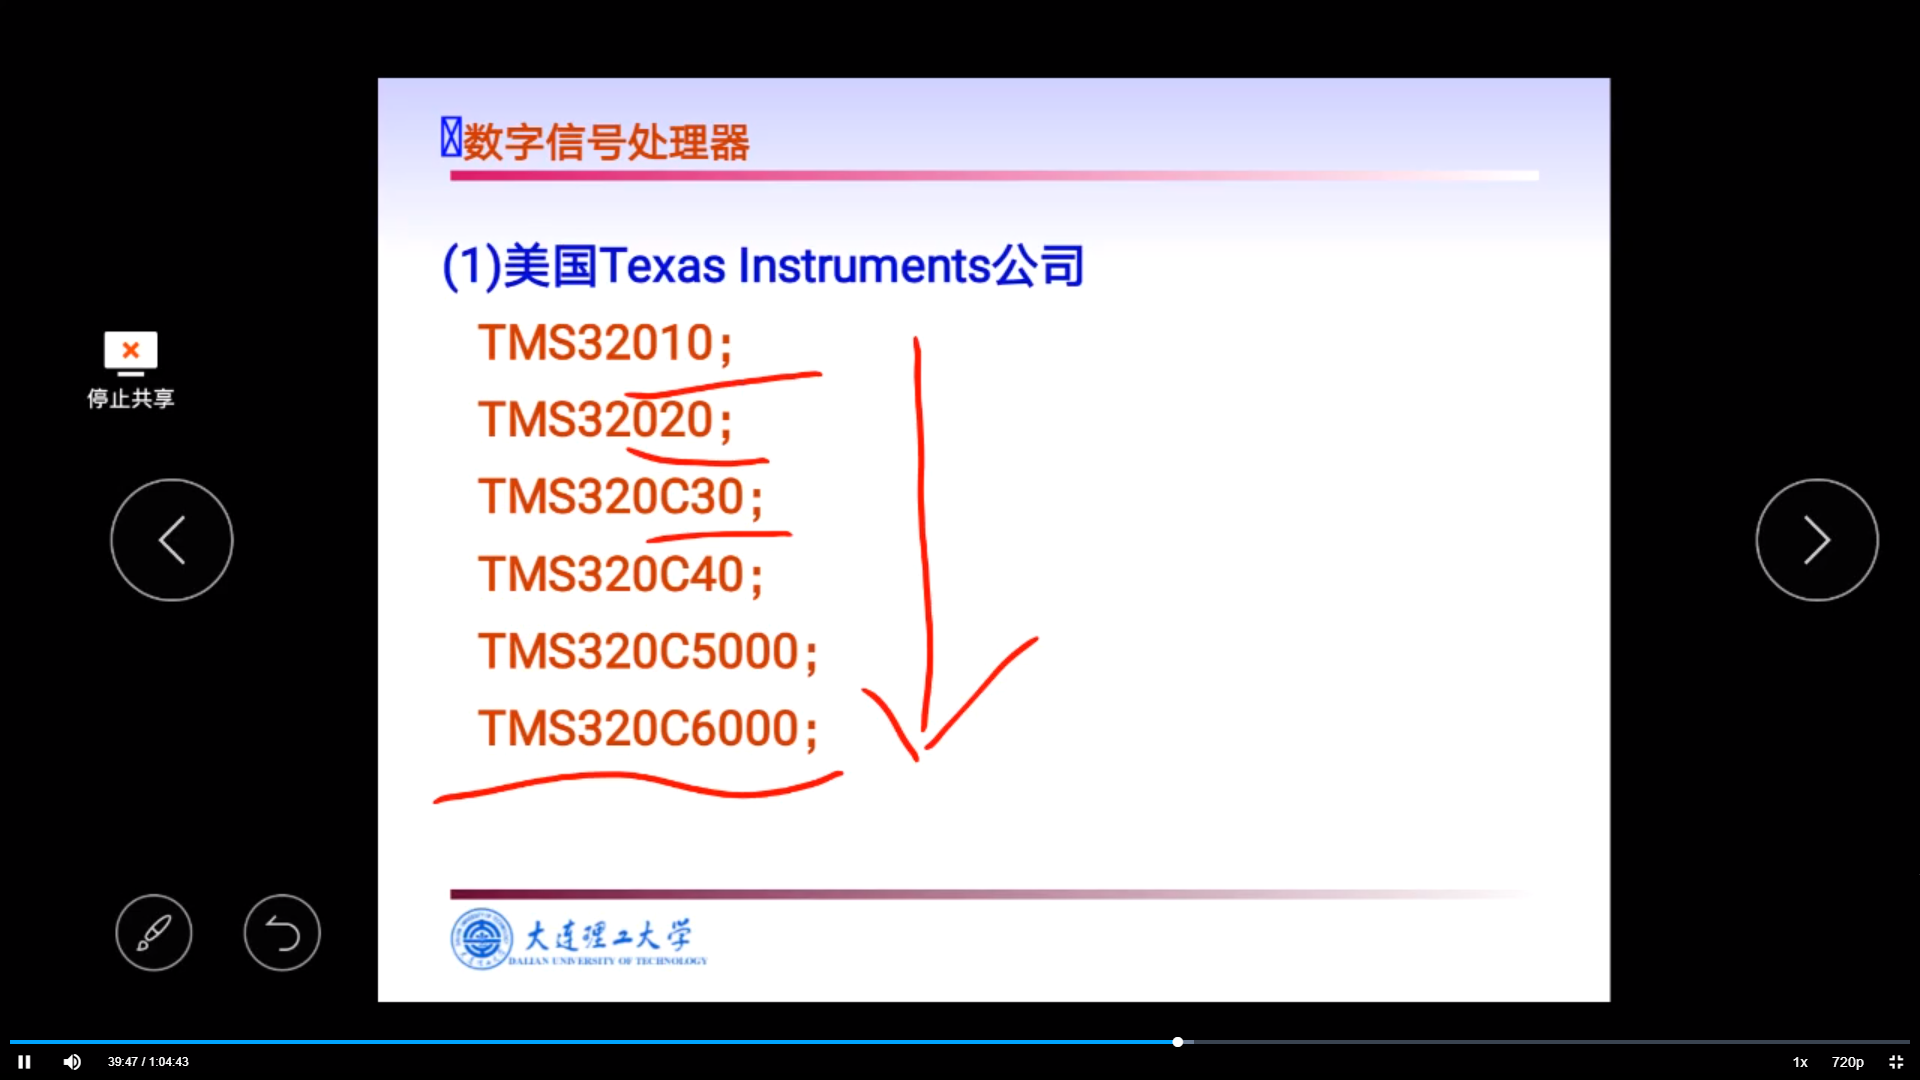 数字信号处理器
(1)美国Texas Instruments公司
TMS32010;
TMS32020;
TMS320C30;
TMS320C40;
TMS320C5000;
TMS320C6000;
停止共享
大连理工大学
DALIAN UNIVERSITY OF TECHNOLOGY
39:47 / 1:04:43
1x
720p